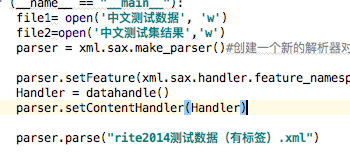 (__name__ == "__main__"):
file1= open('中文测试数据', 'w')
file2=open('中文测试集结果','w')
parser = xml.sax.make_parser()#创建一个新的解析器对
parser.setFeature(xml.sax.handler.feature_namesp
Handler = datahandle()
parser.setContentHandler(Handler)
parser.parse("rite2014测试数据（有标签）.xml")